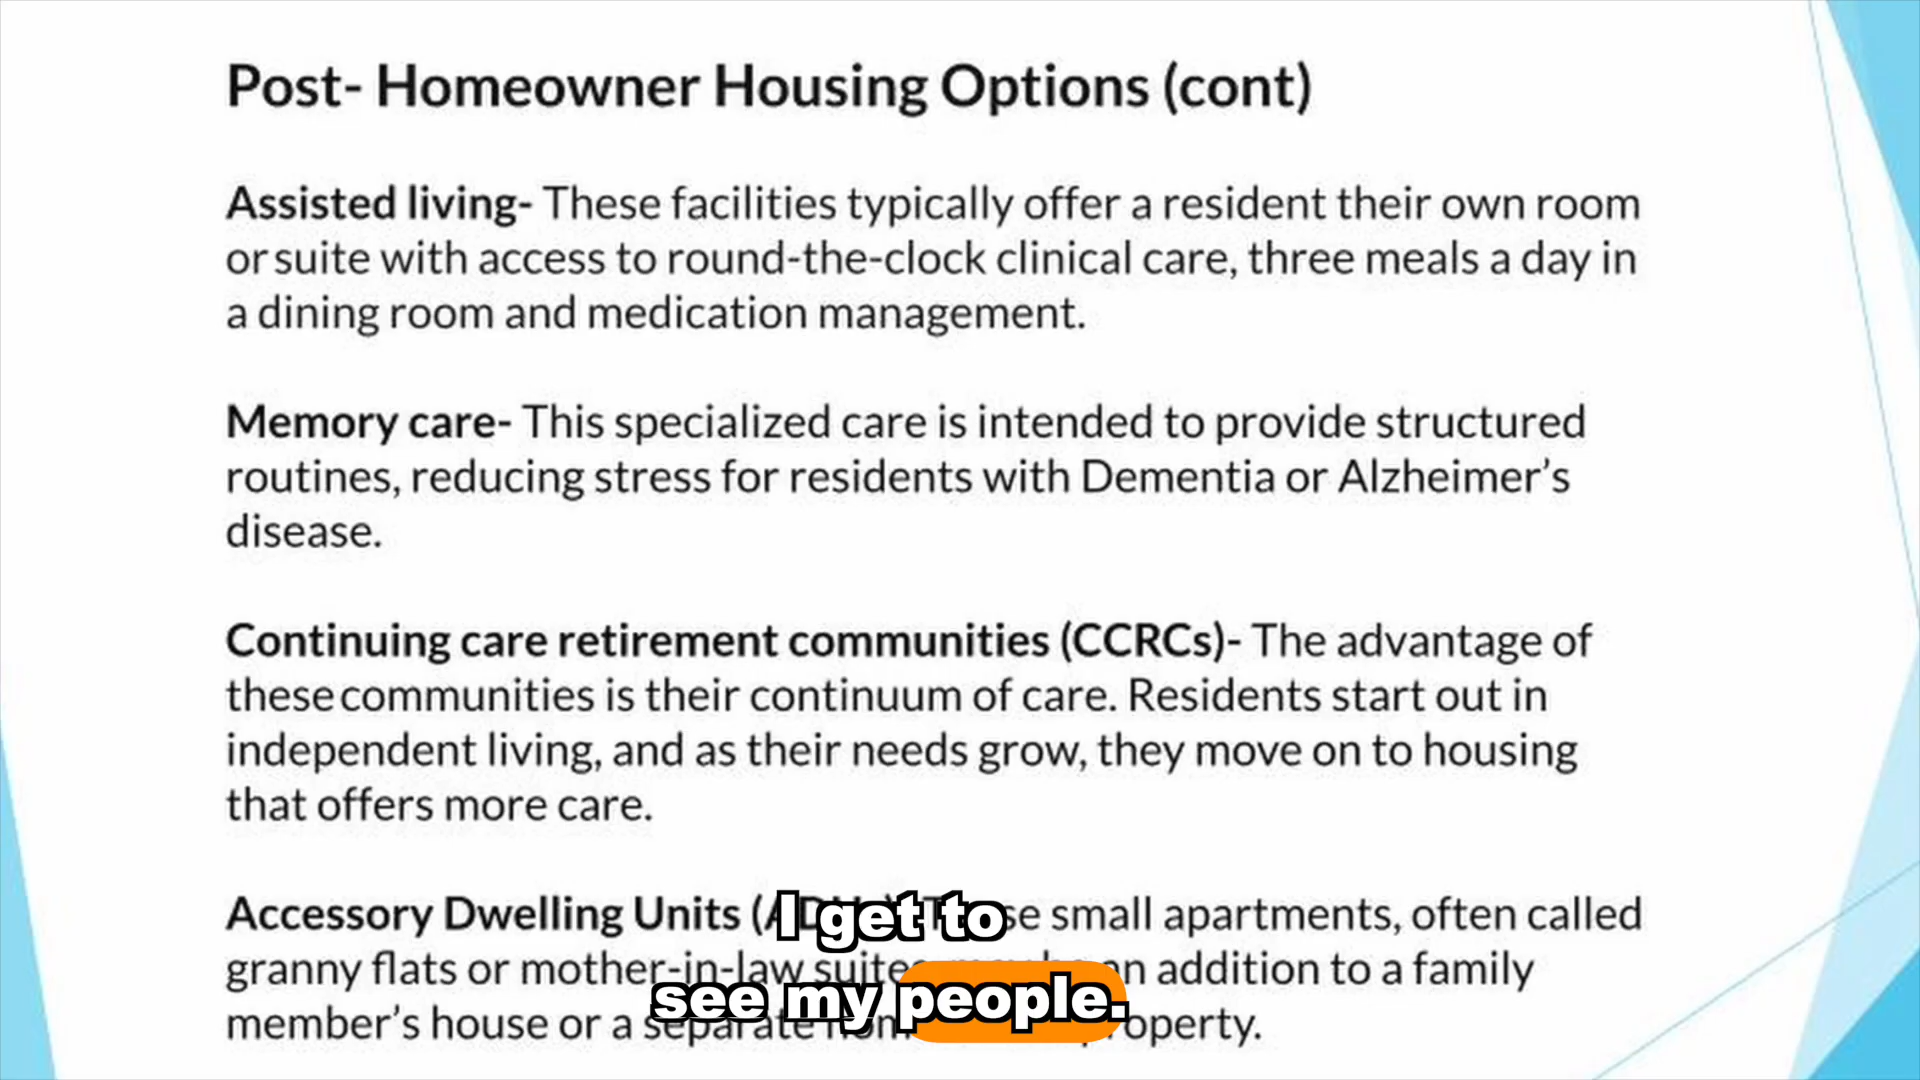 Post- Homeowner Housing Options (cont)
Assisted living- These facilities typically offer a resident their own room
or suite with access to round-the-clock clinical care, three meals a day in
a dining room and medication management.
Memory care- This specialized care is intended to provide structured
routines, reducing stress for residents with Dementia or Alzheimer's
disease.
Continuing care retirement communities (CCRCs)- The advantage of
these communities is their continuum of care. Residents start out in
independent living, and as their needs grow, they move on to housing
that offers more care.
Accessory Dwelling Units small apartments, often called
granny flats or mother-in-law suites an addition to a family
member's house or a separate
I get to
see my people.